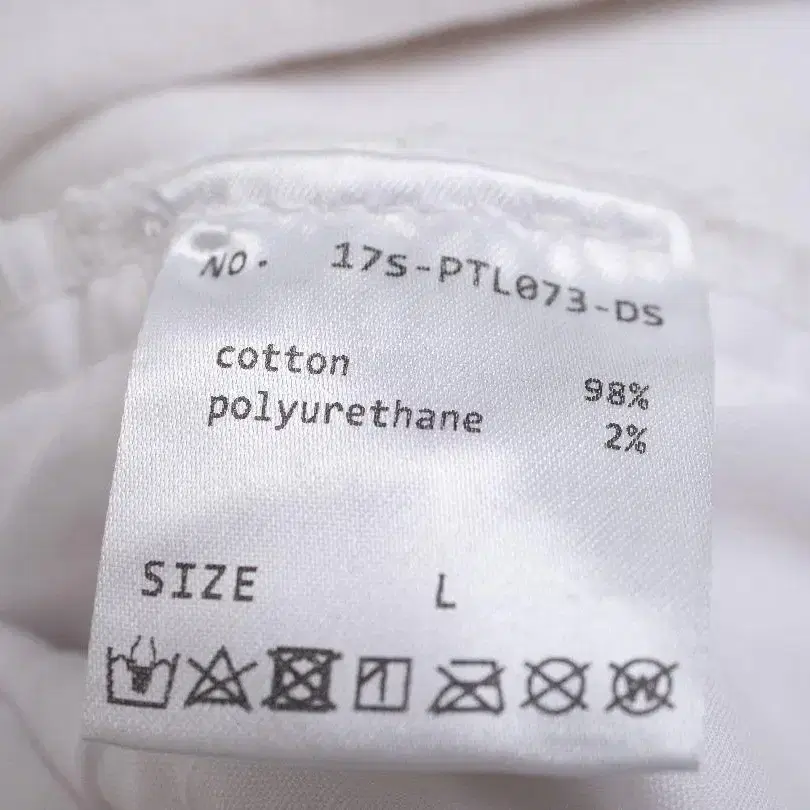 NO. 17S-PTL073-DS
cotton 98%
polyurethane 2%
SIZE L
W